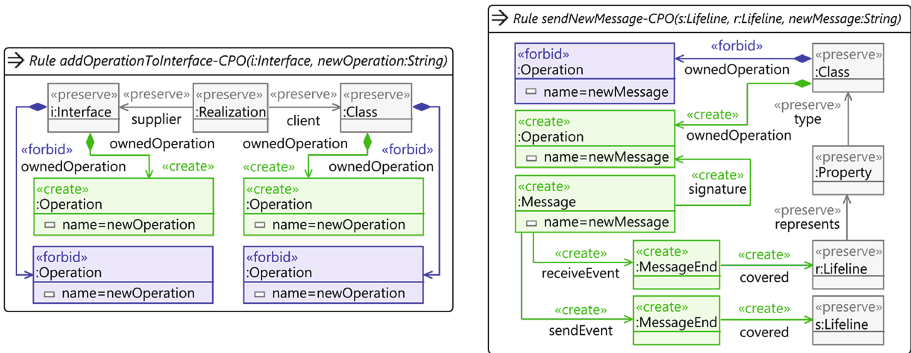 Rule addOperationToInterface-CPO(i:Interface, newOperation:String)
«preserve»
i:Interface
«preserve»
supplier
«preserve»
:Realization
«preserve»
client
«preserve»
:Class
«forbid»
ownedOperation
ownedOperation
«create»
ownedOperation
«create»
«forbid»
ownedOperation
«create»
:Operation
name=newOperation
«create»
:Operation
name=newOperation
«forbid»
:Operation
name=newOperation
«forbid»
:Operation
name=newOperation
Rule sendNewMessage-CPO(s:Lifeline, r:Lifeline, newMessage:String)
«forbid»
:Operation
name=newMessage
«forbid»
ownedOperation
«preserve»
:Class
«create»
:Operation
name=newMessage
«create»
ownedOperation
«preserve»
type
«create»
signature
«preserve»
:Property
«create»
:Message
name=newMessage
«preserve»
represents
«create»
receiveEvent
«create»
:MessageEnd
«create»
covered
«preserve»
r:Lifeline
«create»
sendEvent
«create»
:MessageEnd
«create»
covered
«preserve»
s:Lifeline